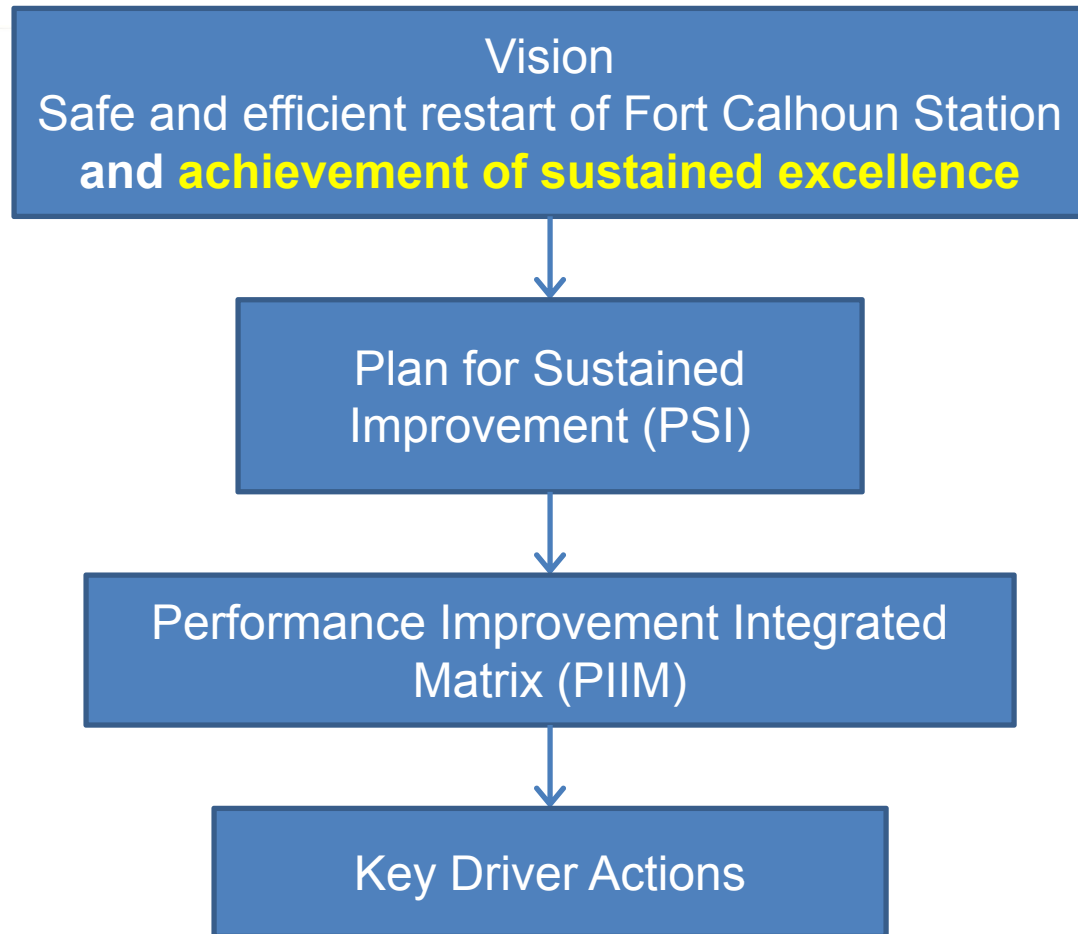 Vision
Safe and efficient restart of Fort Calhoun Station
and achievement of sustained excellence
Plan for Sustained
Improvement (PSI)
Performance Improvement Integrated
Matrix (PIIM)
Key Driver Actions